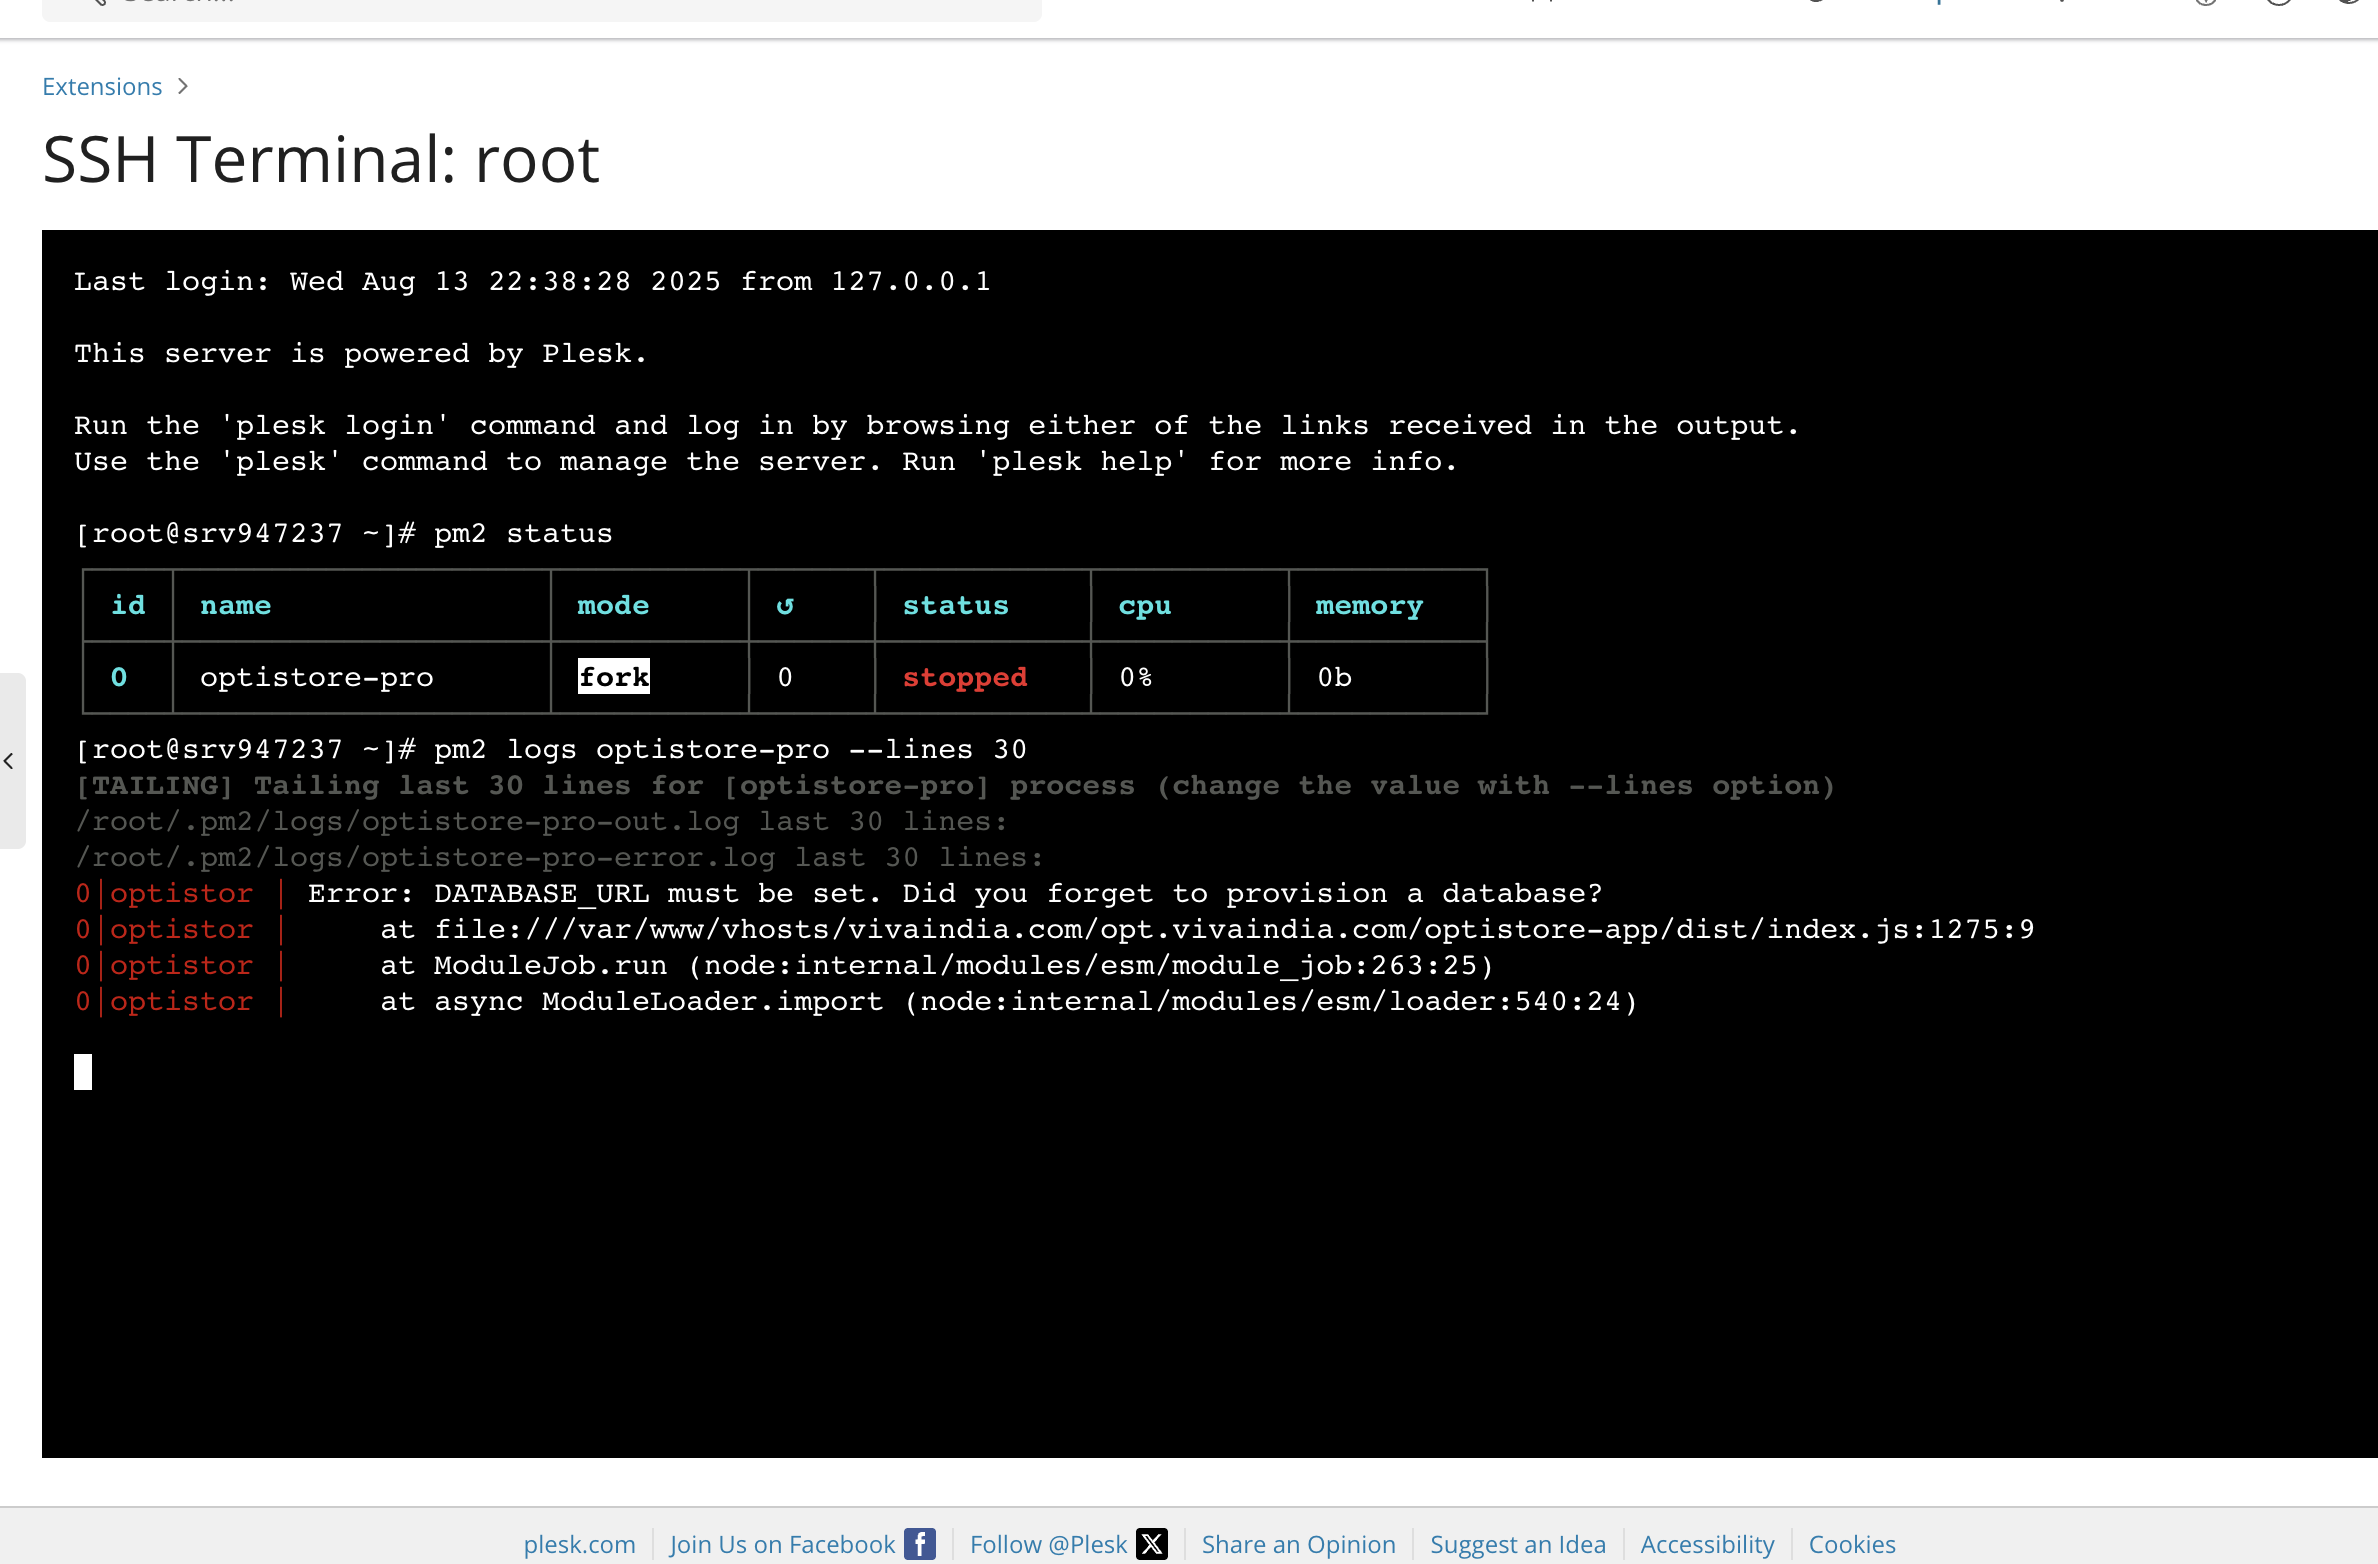 Extensions
SSH Terminal: root
Last login: Wed Aug 13 22:38:28 2025 from 127.0.0.1
This server is powered by Plesk.
Run the 'plesk login' command and log in by browsing either of the links received in the output.
Use the 'plesk' command to manage the server. Run 'plesk help' for more info.
[root@srv947237 ~]# pm2 status
id name mode ↺ status cpu memory
0 optistore-pro fork 0 stopped 0% 0b
[root@srv947237 ~]# pm2 logs optistore-pro --lines 30
[TAILING] Tailing last 30 lines for [optistore-pro] process (change the value with --lines option)
/root/.pm2/logs/optistore-pro-out.log last 30 lines:
/root/.pm2/logs/optistore-pro-error.log last 30 lines:
0|optistor | Error: DATABASE_URL must be set. Did you forget to provision a database?
0|optistor |     at file:///var/www/vhosts/vivaindia.com/opt.vivaindia.com/optistore-app/dist/index.js:1275:9
0|optistor |     at ModuleJob.run (node:internal/modules/esm/module_job:263:25)
0|optistor |     at async ModuleLoader.import (node:internal/modules/esm/loader:540:24)
plesk.com Join Us on Facebook Follow @Plesk Share an Opinion Suggest an Idea Accessibility Cookies